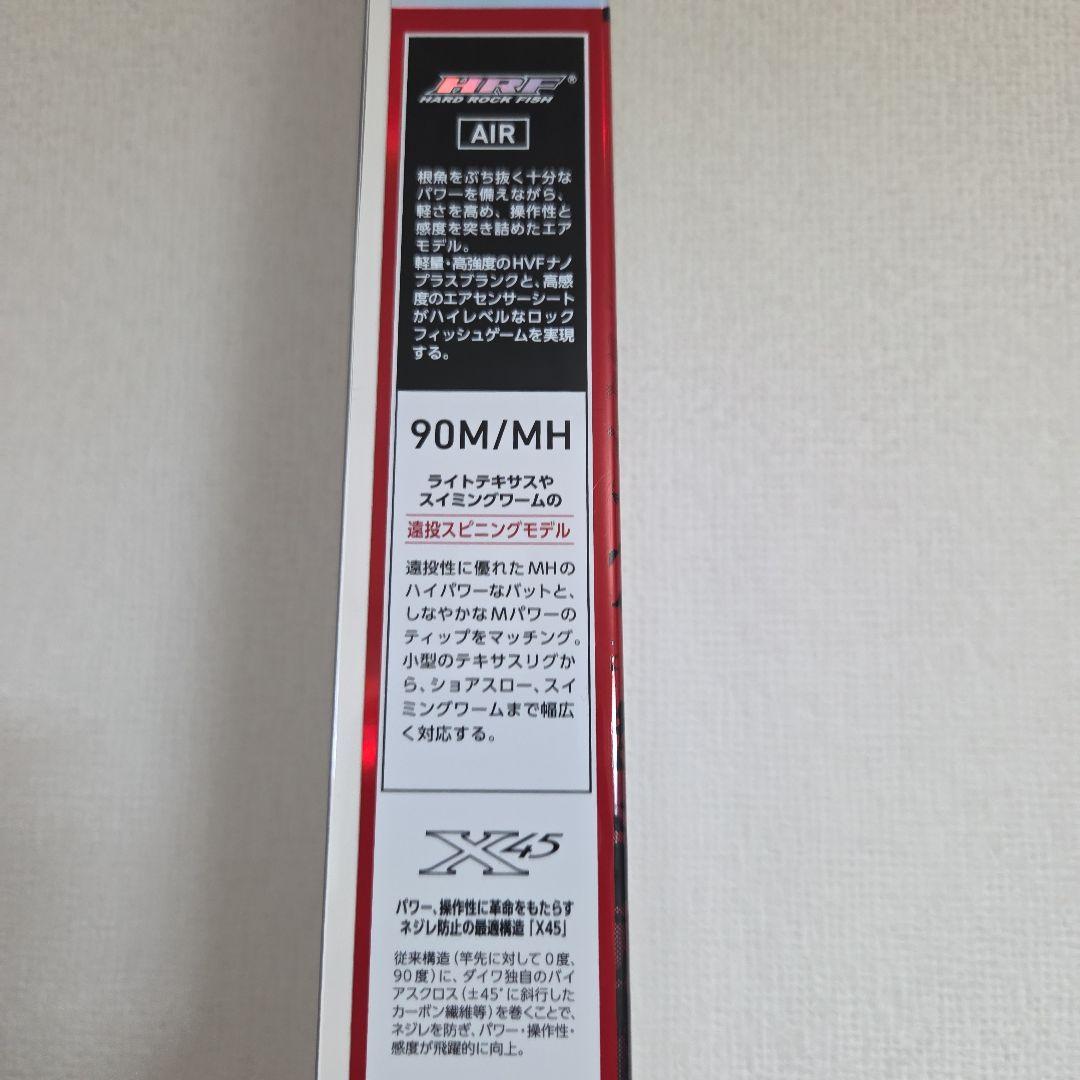 HRF®
HARD ROCK FISH
AIR
根魚をぶち抜く十分な
パワーを備えながら、
軽さを高め、操作性と
感度を突き詰めたエア
モデル。
軽量・高強度のHVFナノ
プラスブランクと、高感
度のエアセンサーシート
がハイレベルなロック
フィッシュゲームを実現
する。
90M/MH
ライトテキサスや
スイミングワームの
遠投スピニングモデル
遠投性に優れたMHの
ハイパワーなバットと、
しなやかなMパワーの
ティップをマッチング。
小型のテキサスリグか
ら、ショアスロー、スイ
ミングワームまで幅広
く対応する。
X45
パワー、操作性に革命をもたらす
ネジレ防止の最適構造「X45」
従来構造(竿先に対して0度、
90度)に、ダイワ独自のバイ
アスクロス(±45°に斜行した
カーボン繊維等)を巻くことで、
ネジレを防ぎ、パワー・操作性・
感度が飛躍的に向上。